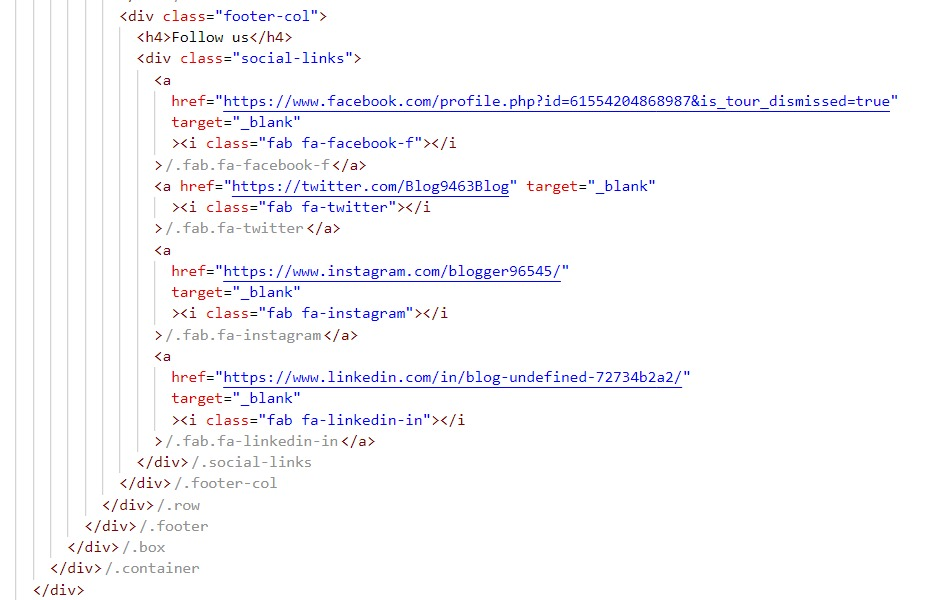 <div class="footer-col">
<h4>Follow us</h4>
<div class="social-links">
<a
href="https://www.facebook.com/profile.php?id=61554204868987&is_tour_dismissed=true"
target="_blank"
><i class="fab fa-facebook-f"></i
>/.fab.fa-facebook-f</a>
<a href="https://twitter.com/Blog9463Blog" target="_blank"
><i class="fab fa-twitter"></i
>/.fab.fa-twitter</a>
<a
href="https://www.instagram.com/blogger96545/"
target="_blank"
><i class="fab fa-instagram"></i
>/.fab.fa-instagram</a>
<a
href="https://www.linkedin.com/in/blog-undefined-72734b2a2/"
target="_blank"
><i class="fab fa-linkedin-in"></i
>/.fab.fa-linkedin-in</a>
</div>/.social-links
</div>/.footer-col
</div>/.row
</div>/.footer
</div>/.box
</div>/.container
</div>